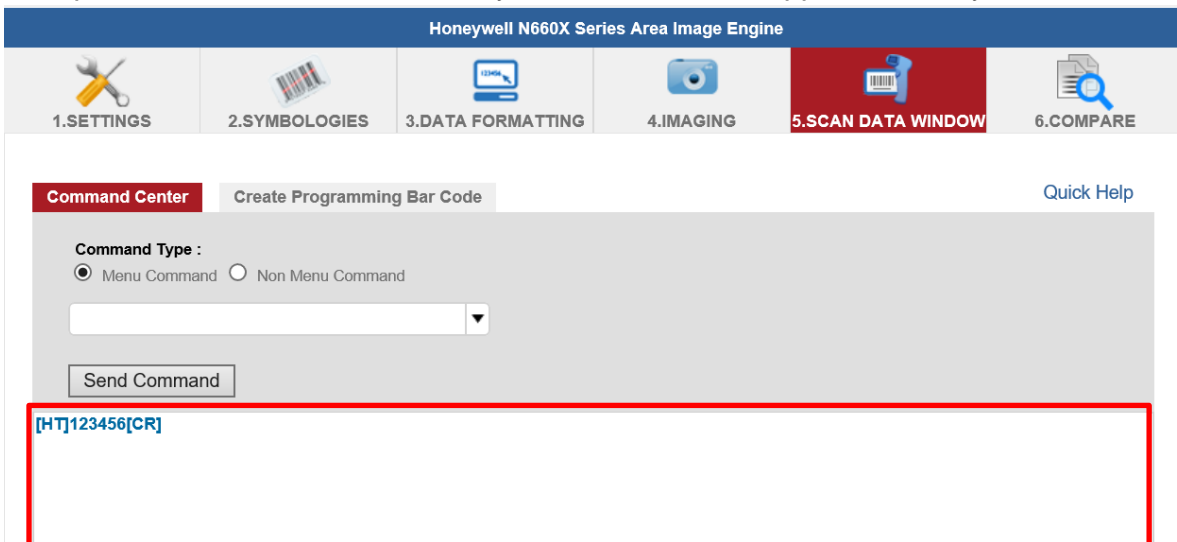 Honeywell N660X Series Area Image Engine
1.SETTINGS 2.SYMBOLOGIES 3.DATA FORMATTING 4.IMAGING 5.SCAN DATA WINDOW 6.COMPARE
Command Center Create Programming Bar Code Quick Help
Command Type :
Menu Command Non Menu Command
Send Command
[HT]123456[CR]